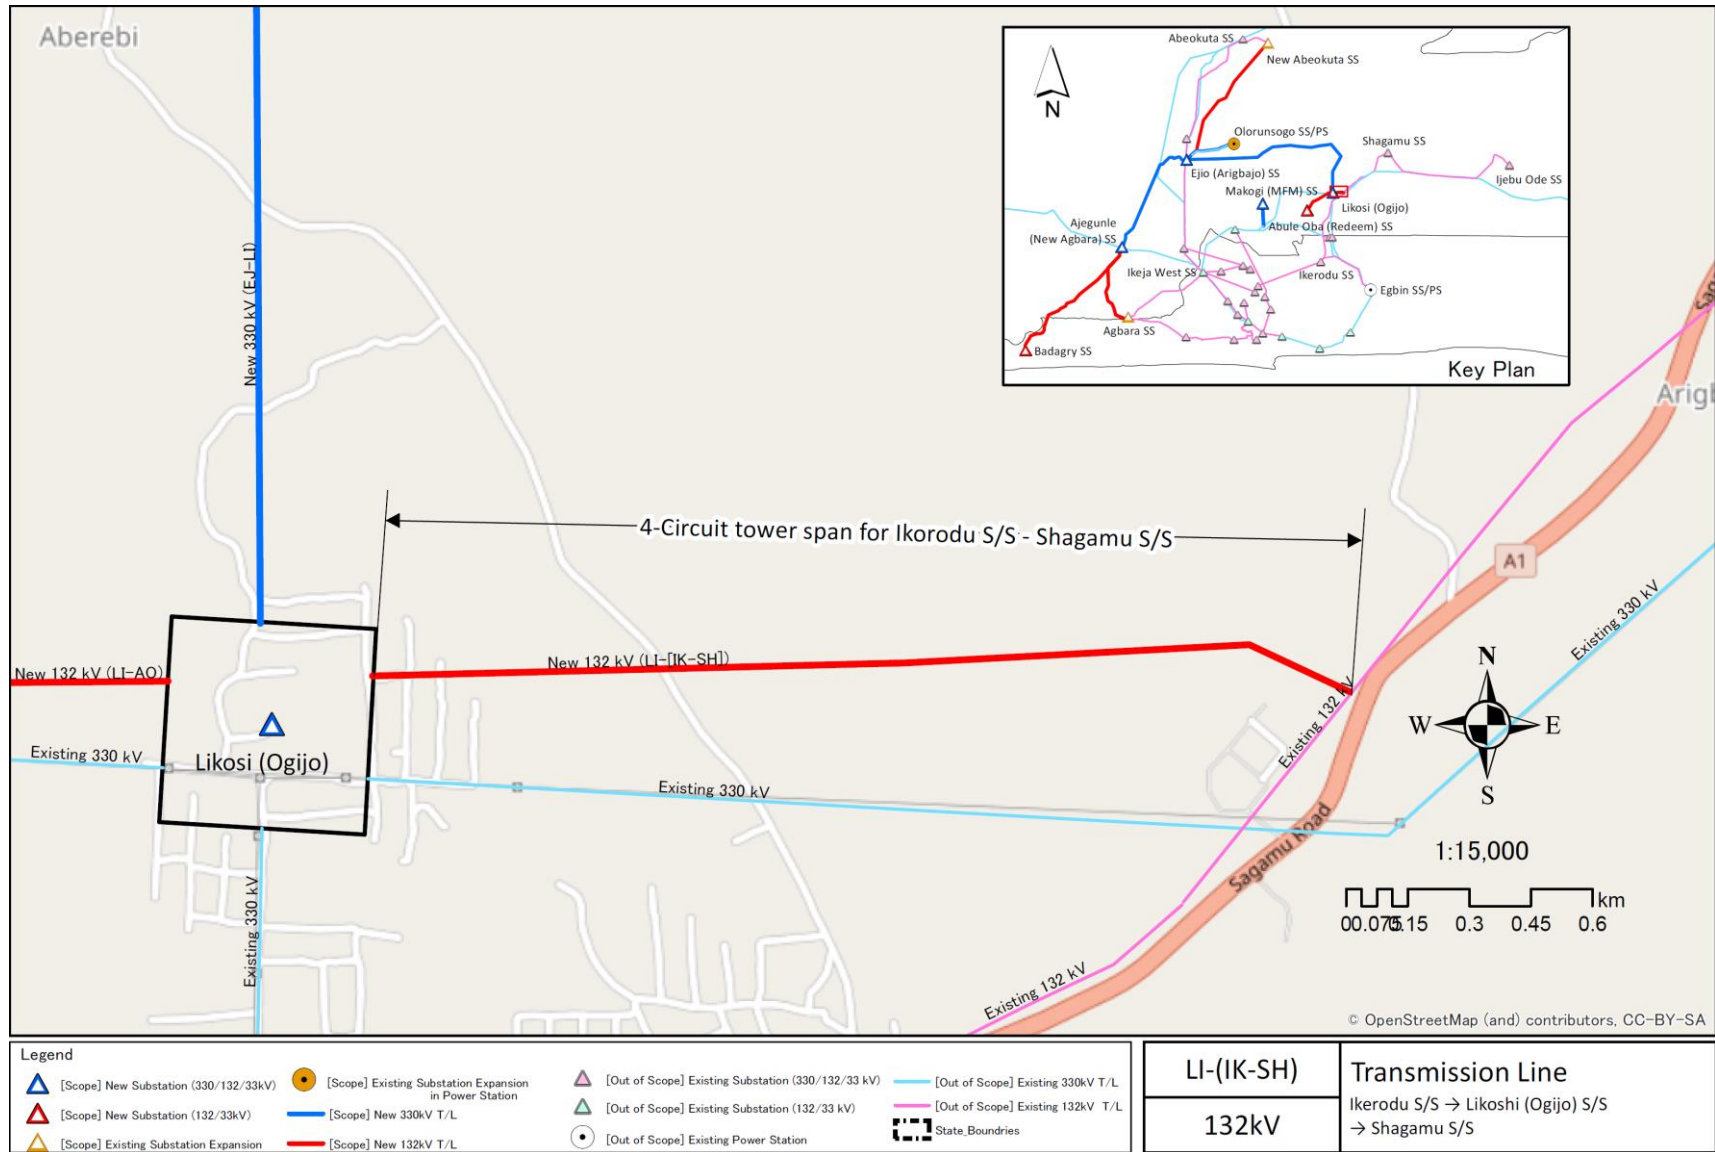 Aberebi
New 330 kV (EJ-LI)
N
Abeokuta SS
New Abeokuta SS
Olorunsogo SS/PS
Shagamu SS
Ejio (Arigbajo) SS
Ijebu Ode SS
Makogi (MFM) SS
Likosi (Ogijo)
Ajegunle
(New Agbara) SS
Abule Oba (Redeem) SS
Ikeja West SS
Ikerodu SS
Egbin SS/PS
Agbara SS
Badagry SS
Key Plan
Saga
Arigb
4-Circuit tower span for Ikorodu S/S - Shagamu S/S
A1
Existing 330 kV
New 132 kV (LI-AO)
New 132 kV (LI-[IK-SH])
Existing 132 kV
N
W
E
S
Existing 330 kV
Likosi (Ogijo)
Existing 330 kV
Sagamu Road
1:15,000
km
0 0.075 0.15 0.3 0.45 0.6
Existing 330 kV
Existing 132 kV
© OpenStreetMap (and) contributors, CC-BY-SA
Legend
[Scope] New Substation (330/132/33kV)
[Scope] New Substation (132/33kV)
[Scope] Existing Substation Expansion
[Scope] Existing Substation Expansion
in Power Station
[Scope] New 330kV T/L
[Scope] New 132kV T/L
[Out of Scope] Existing Substation (330/132/33 kV)
[Out of Scope] Existing Substation (132/33 kV)
[Out of Scope] Existing Power Station
[Out of Scope] Existing 330kV T/L
[Out of Scope] Existing 132kV T/L
State_Boundries
LI-(IK-SH)
132kV
Transmission Line
Ikerodu S/S → Likoshi (Ogijo) S/S
→ Shagamu S/S